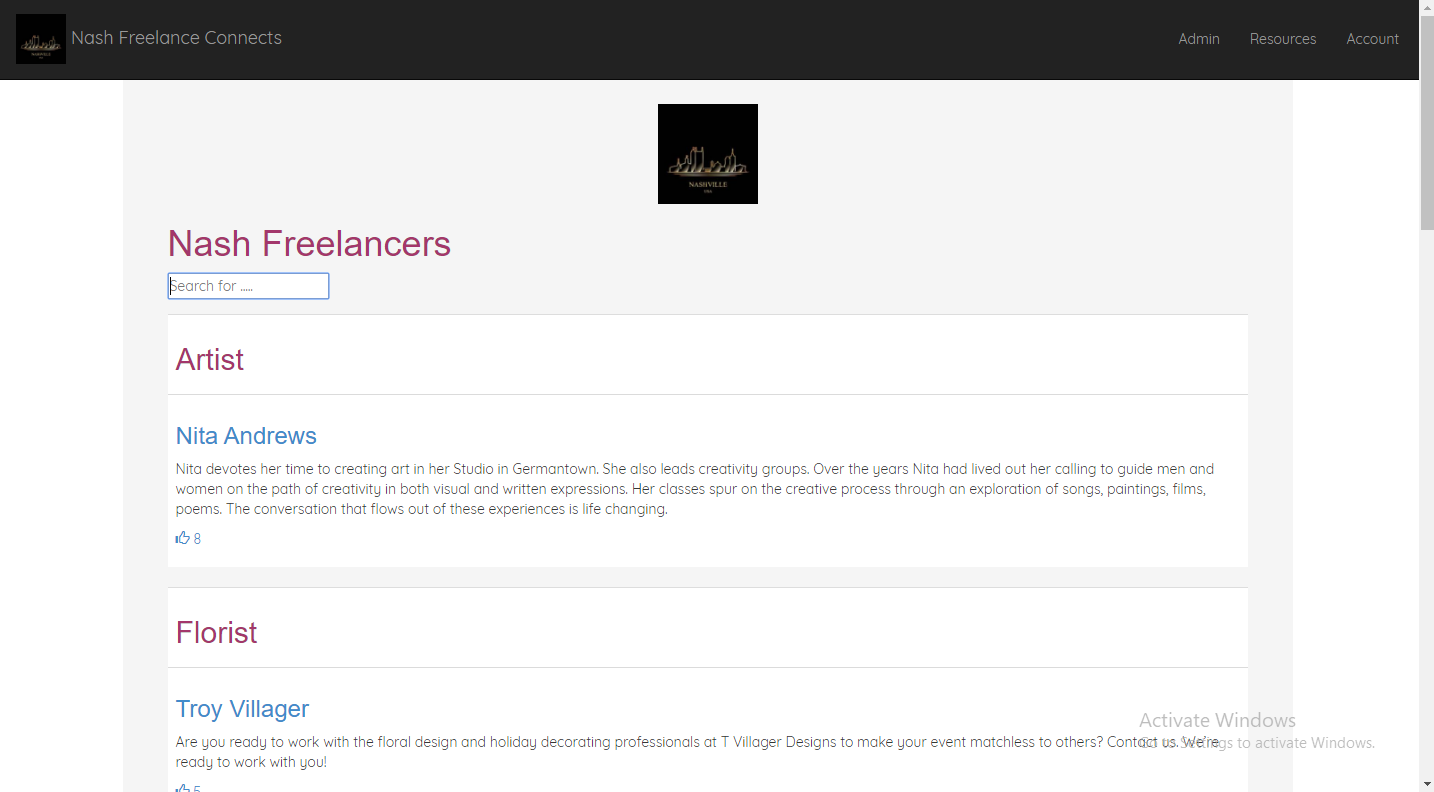 Nash Freelance Connects
Admin Resources Account
NASHVILLE
NASHVILLE
USA
Nash Freelancers
Search for .....
Artist
Nita Andrews
Nita devotes her time to creating art in her Studio in Germantown. She also leads creativity groups. Over the years Nita had lived out her calling to guide men and
women on the path of creativity in both visual and written expressions. Her classes spur on the creative process through an exploration of songs, paintings, films,
poems. The conversation that flows out of these experiences is life changing.
8
Florist
Troy Villager
Are you ready to work with the floral design and holiday decorating professionals at T Villager Designs to make your event matchless to others? Contact us. We're
ready to work with you!
5
Activate Windows
Go to Settings to activate Windows.